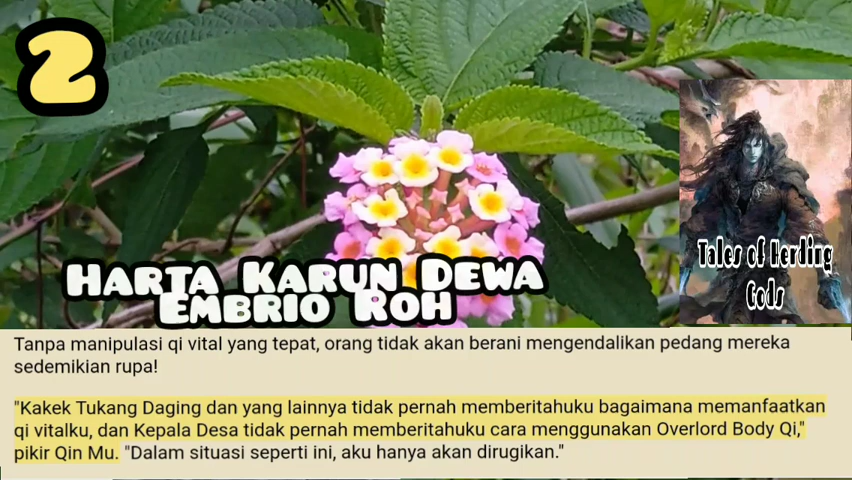 2
HARTA KARUN DEWA
EMBRIO ROH
Tales of Herding
Gods
Tanpa manipulasi qi vital yang tepat, orang tidak akan berani mengendalikan pedang mereka
sedemikian rupa!
"Kakek Tukang Daging dan yang lainnya tidak pernah memberitahuku bagaimana memanfaatkan
qi vitalku, dan Kepala Desa tidak pernah memberitahuku cara menggunakan Overlord Body Qi,"
pikir Qin Mu. "Dalam situasi seperti ini, aku hanya akan dirugikan."